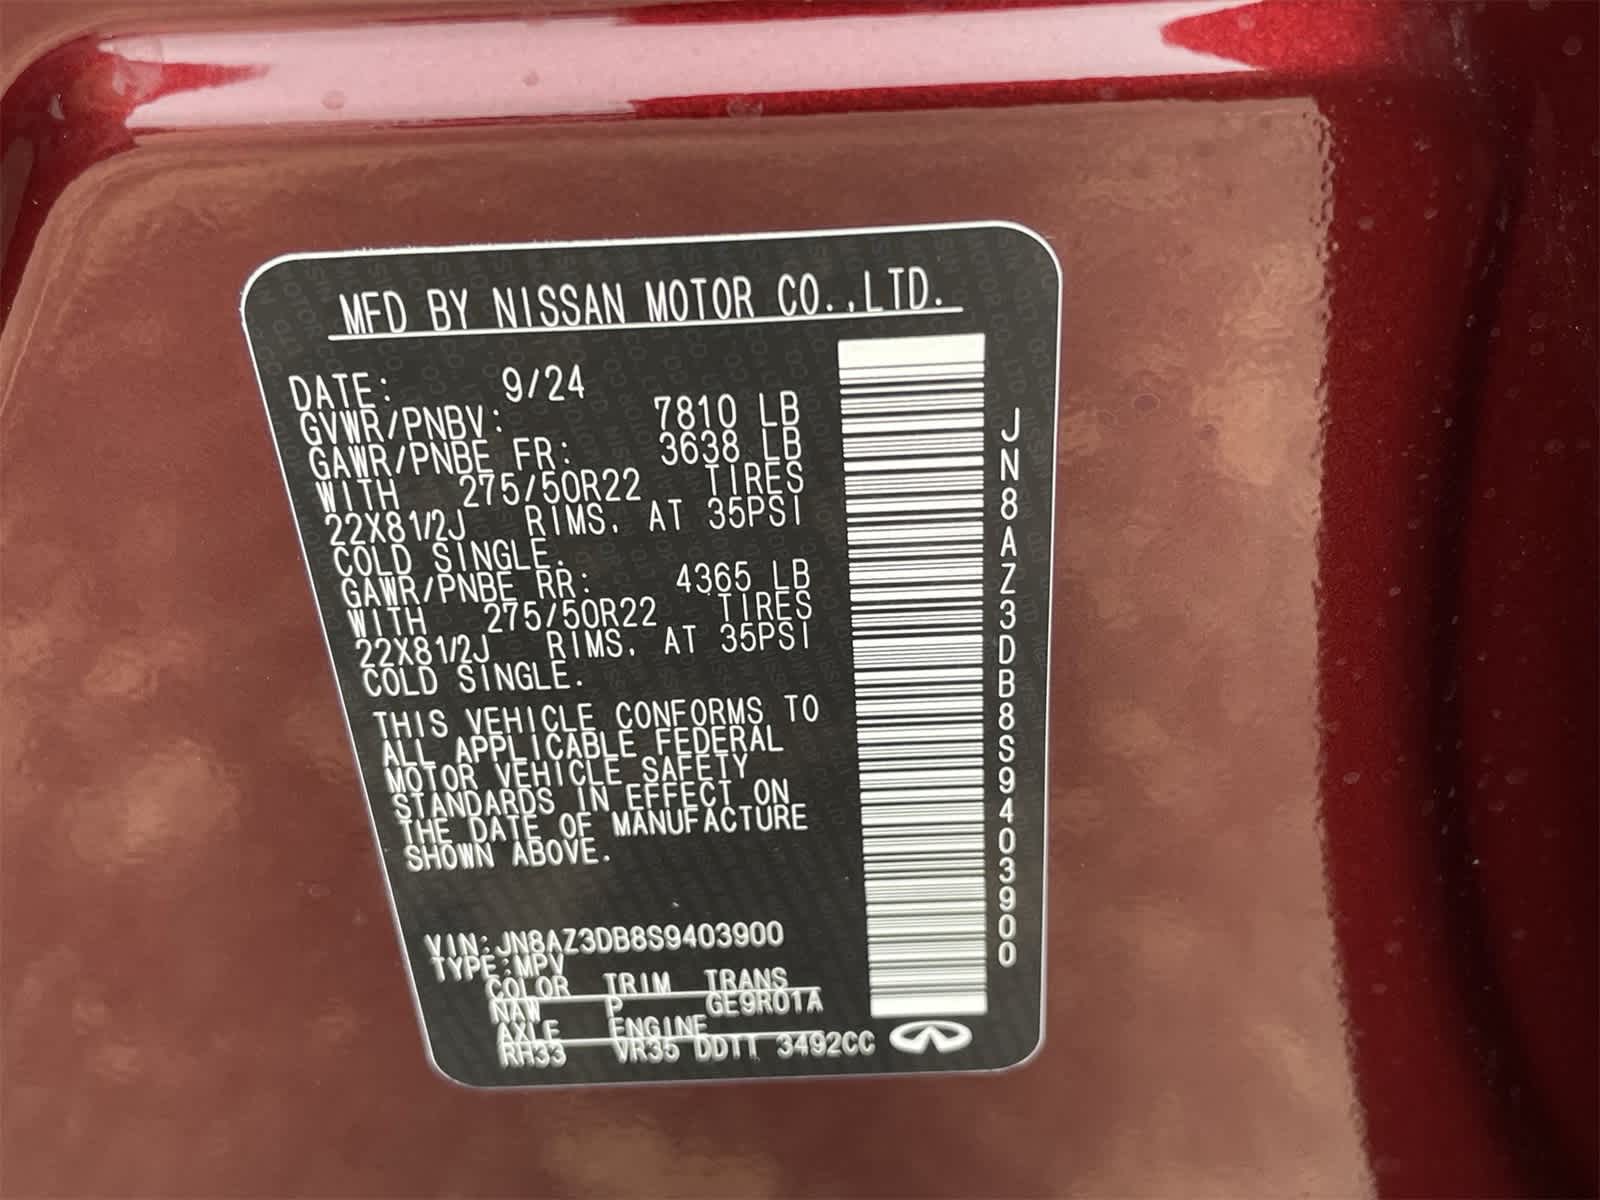 MFD BY NISSAN MOTOR CO.,LTD.
DATE: 9/24
GVWR/PNBV: 7810 LB
GAWR/PNBE FR: 3638 LB
WITH 275/50R22 TIRES
22X81/2J RIMS, AT 35PSI
COLD SINGLE.
GAWR/PNBE RR: 4365 LB
WITH 275/50R22 TIRES
22X81/2J RIMS, AT 35PSI
COLD SINGLE.
THIS VEHICLE CONFORMS TO
ALL APPLICABLE FEDERAL
MOTOR VEHICLE SAFETY
STANDARDS IN EFFECT ON
THE DATE OF MANUFACTURE
SHOWN ABOVE.
VIN:JN8AZ3DB8S9403900
TYPE:MPV
COLOR TRIM TRANS
NAW P GE9R01A
AXLE ENGINE
RH33 VR35 DDTT 3492CC
JN8AZ3DB8S9403900